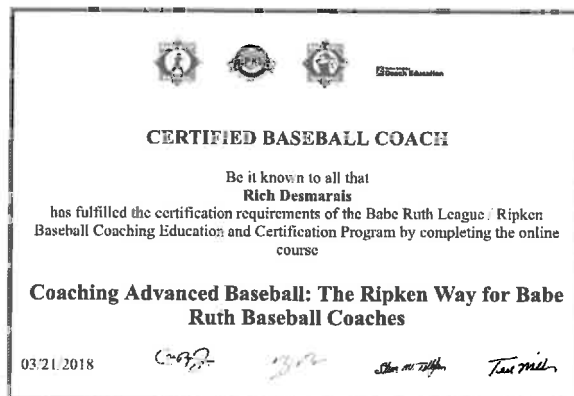 Coach Education
CERTIFIED BASEBALL COACH
Be it known to all that
Rich Desmarais
has fulfilled the certification requirements of the Babe Ruth League / Ripken
Baseball Coaching Education and Certification Program by completing the online
course
Coaching Advanced Baseball: The Ripken Way for Babe
Ruth Baseball Coaches
03/21/2018